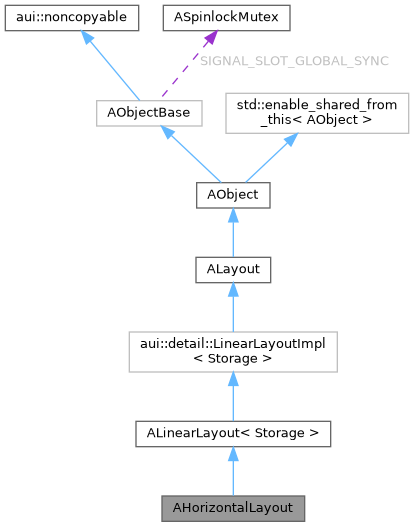 aui::noncopyable
ASpinlockMutex
SIGNAL_SLOT_GLOBAL_SYNC
AObjectBase
std::enable_shared_from
_this< AObject >
AObject
ALayout
aui::detail::LinearLayoutImpl
< Storage >
ALinearLayout< Storage >
AHorizontalLayout